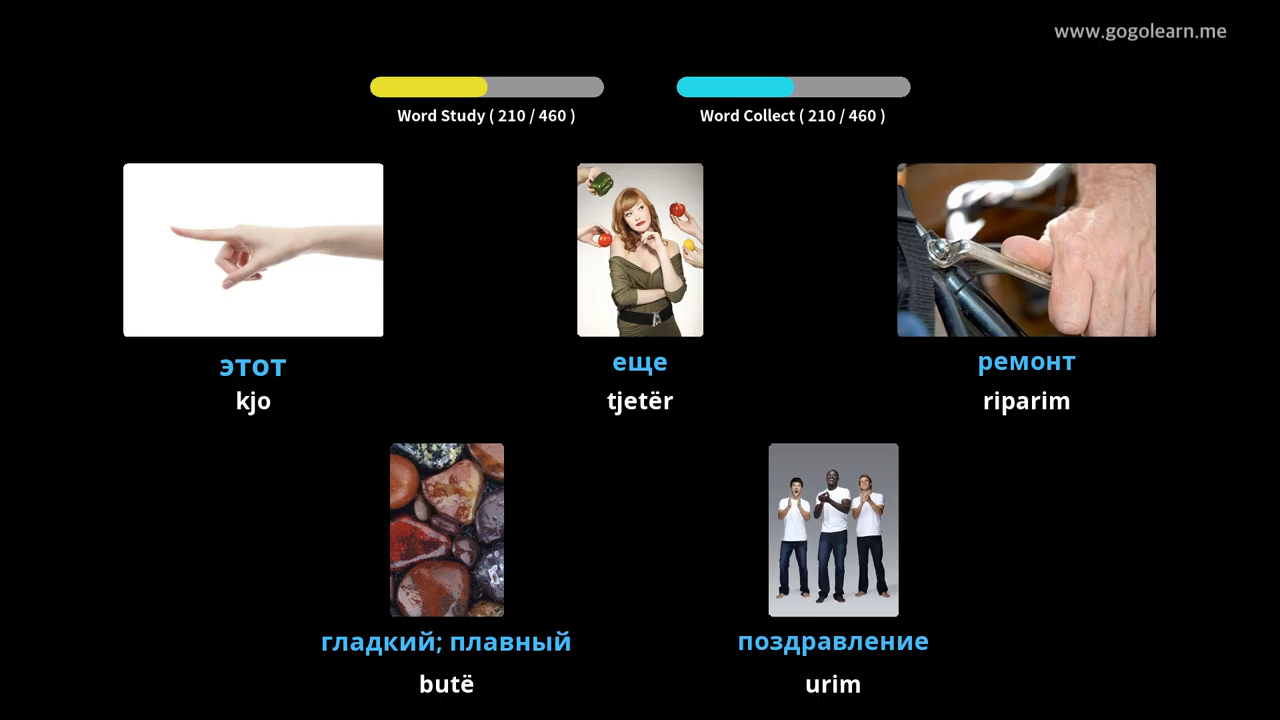 www.gogolearn.me
Word Study ( 210 / 460 )
Word Collect ( 210 / 460 )
этот
kjo
еще
tjetër
ремонт
riparim
гладкий; плавный
butë
поздравление
urim